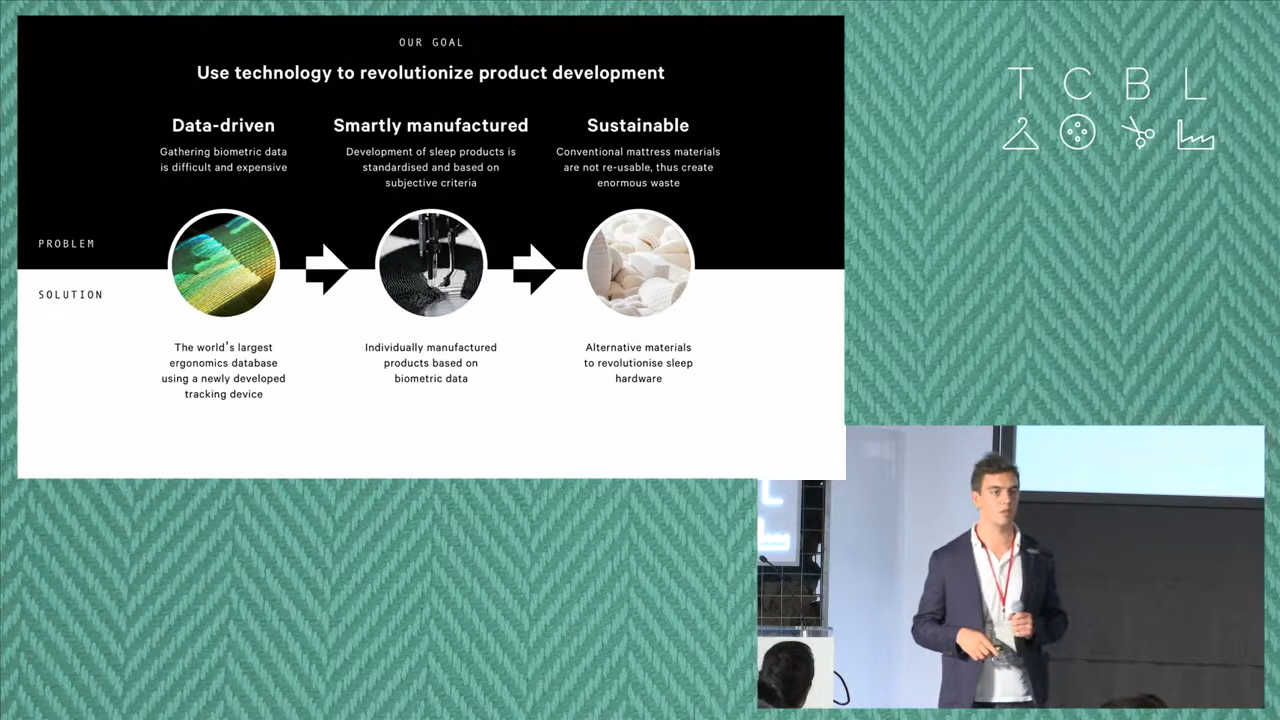 OUR GOAL
Use technology to revolutionize product development
Data-driven
Gathering biometric data
is difficult and expensive
Smartly manufactured
Development of sleep products is
standardised and based on
subjective criteria
Sustainable
Conventional mattress materials
are not re-usable, thus create
enormous waste
PROBLEM
SOLUTION
The world's largest
ergonomics database
using a newly developed
tracking device
Individually manufactured
products based on
biometric data
Alternative materials
to revolutionise sleep
hardware
T C B L
L